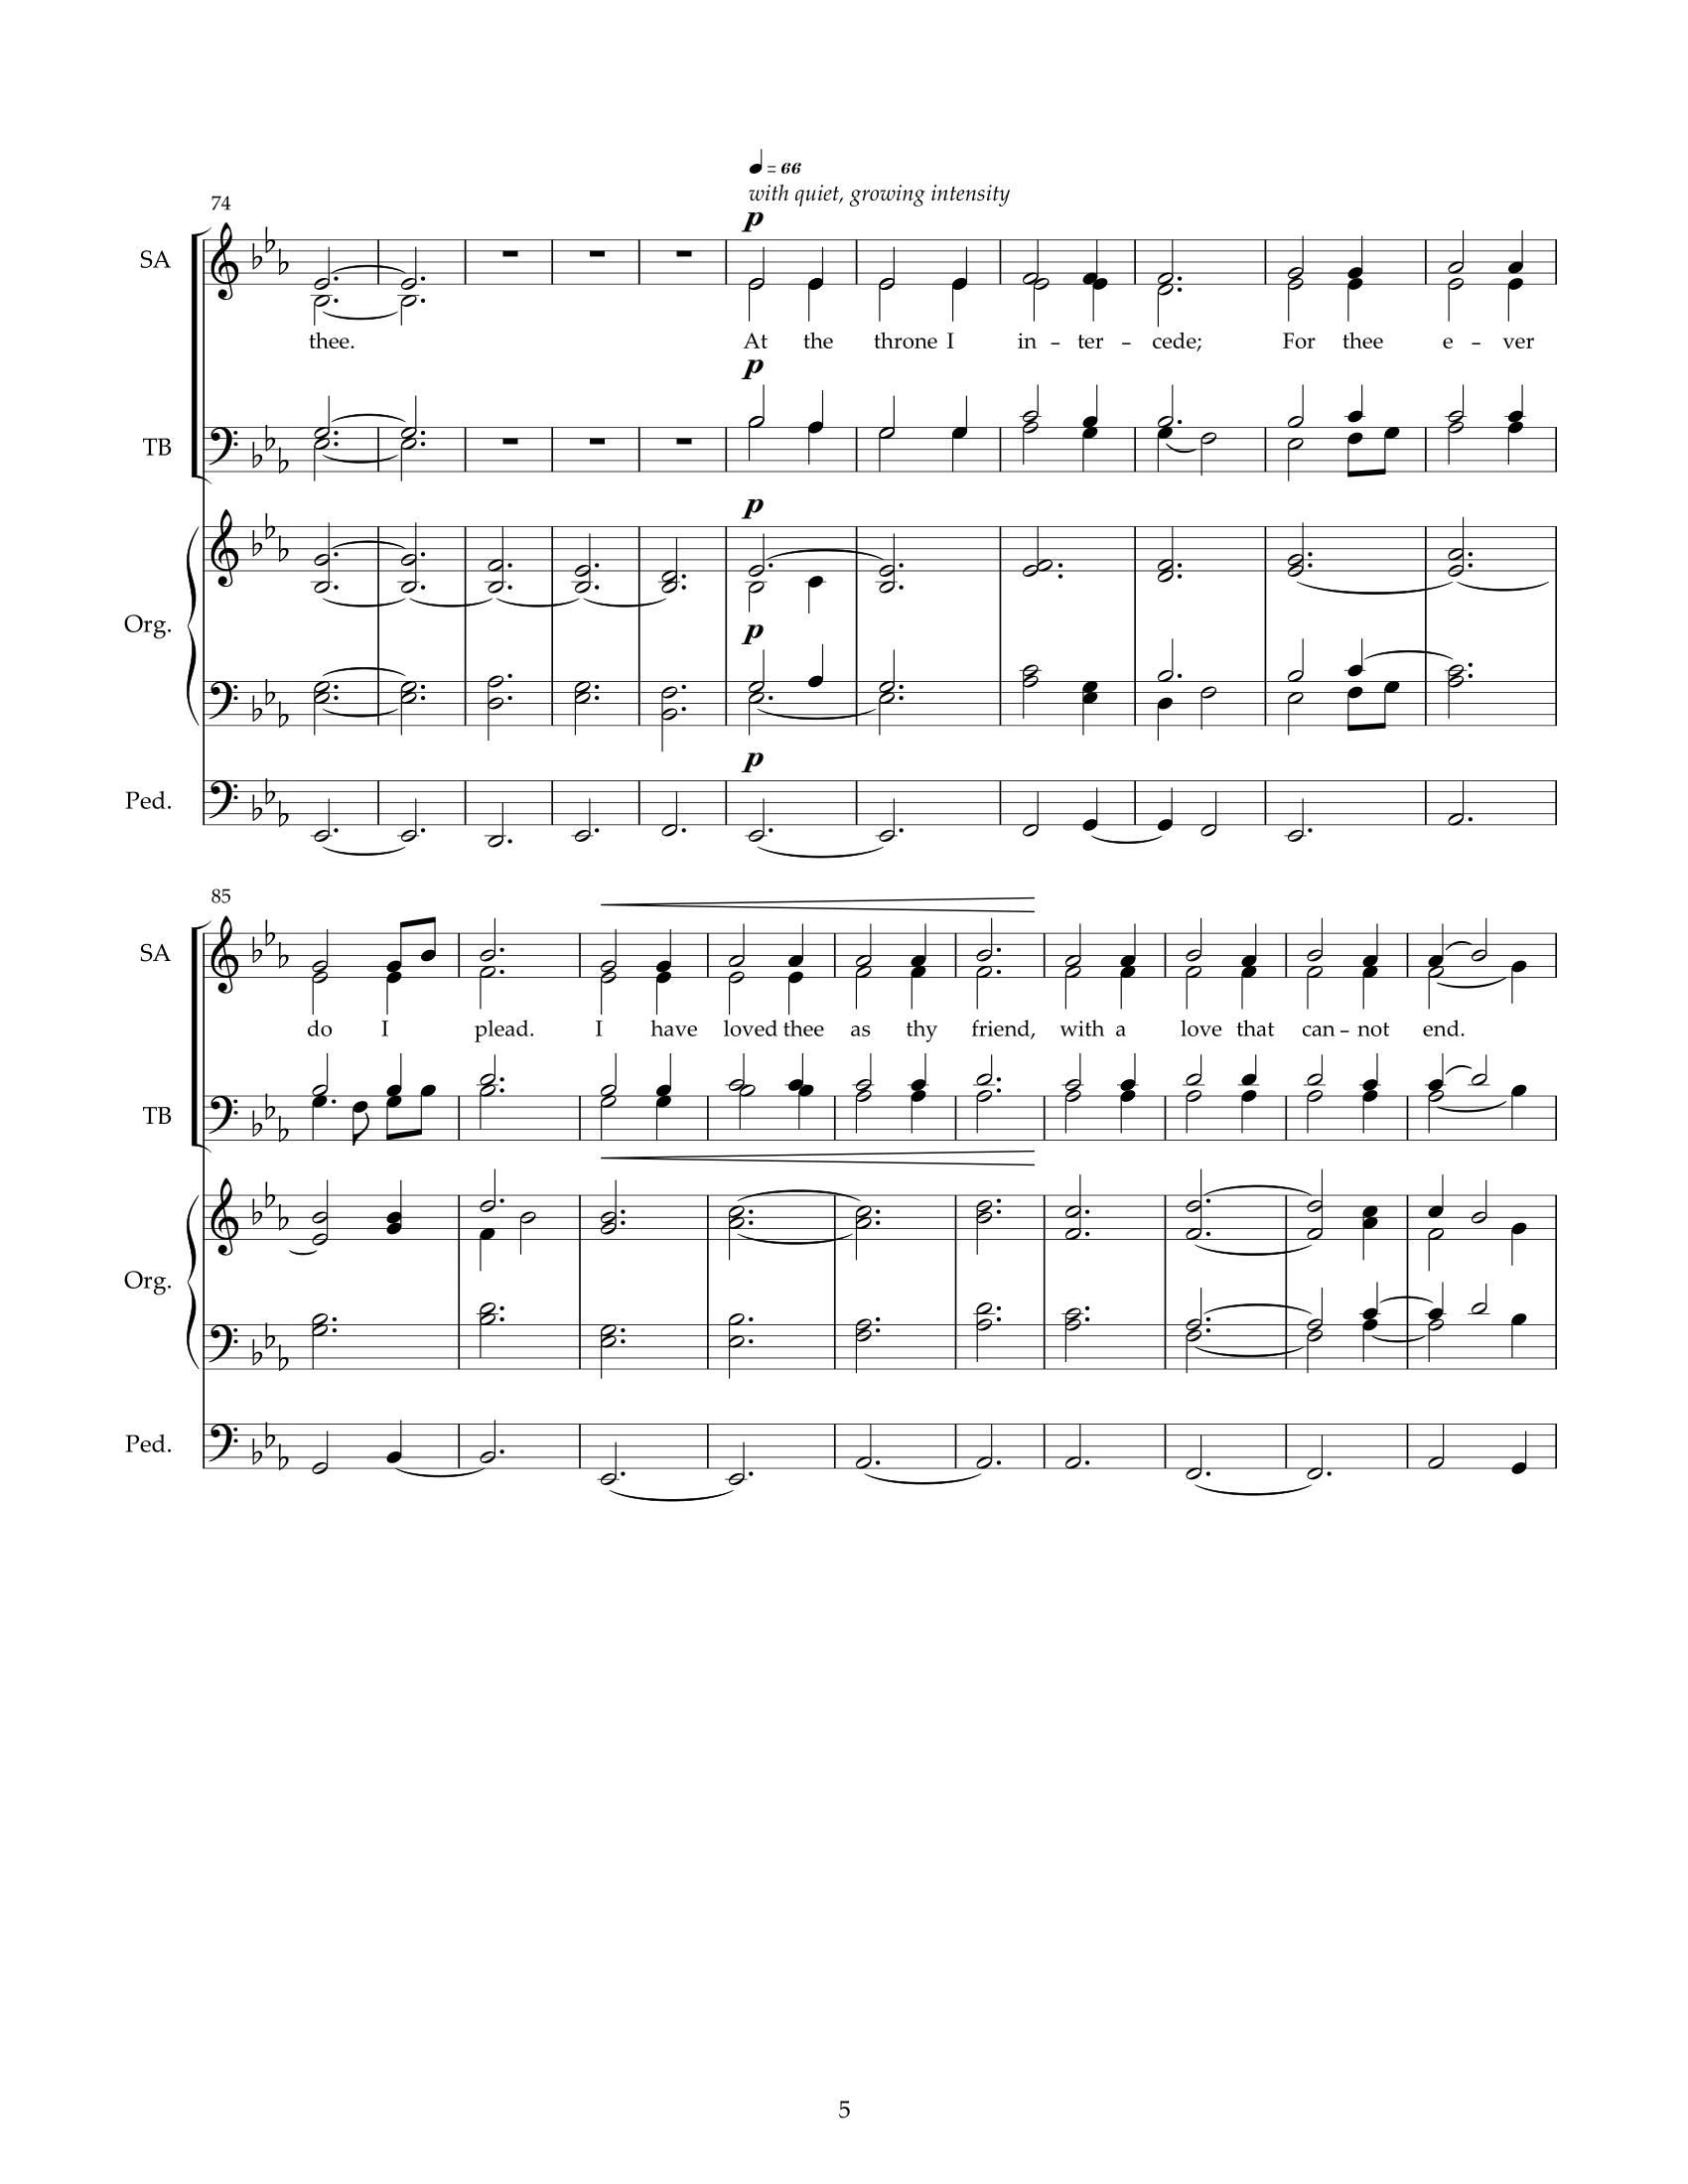 ♩ = 66
with quiet, growing intensity
74
p
SA
thee. At the throne I in - ter - cede; For thee e - ver
p
TB
p
Org.
p
p
Ped.
85
SA
do I plead. I have loved thee as thy friend, with a love that can - not end.
TB
Org.
Ped.
5